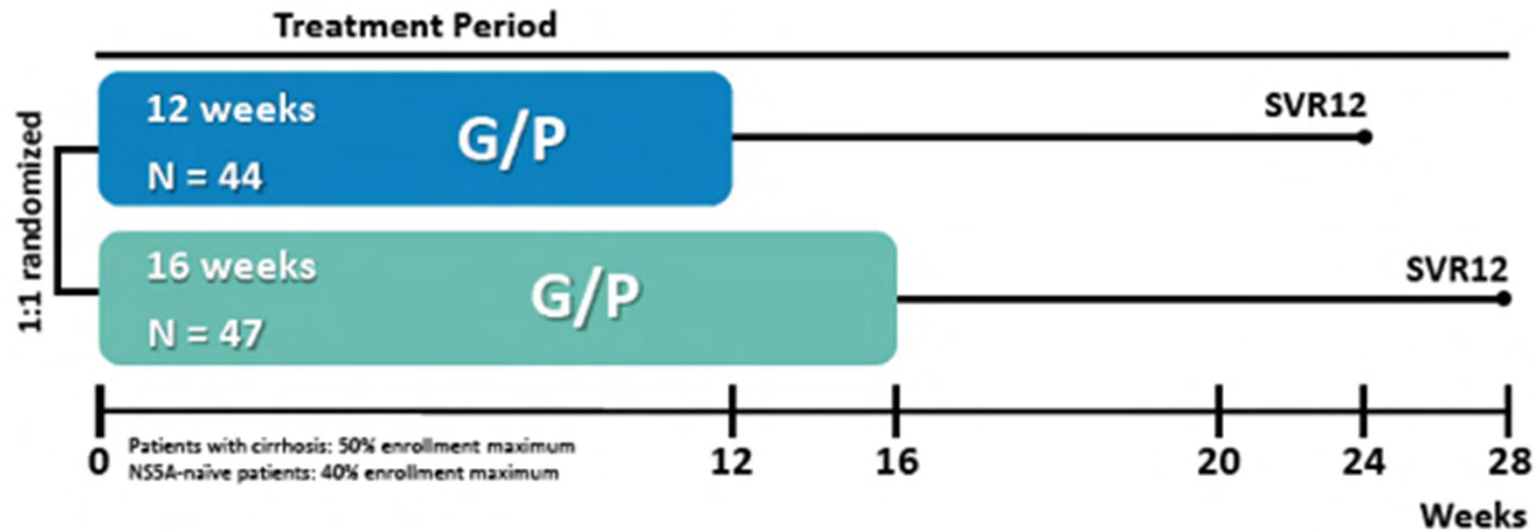 Treatment Period
12 weeks
G/P
N = 44
SVR12
1:1 randomized
16 weeks
G/P
N = 47
SVR12
Patients with cirrhosis: 50% enrollment maximum
NS5A-naïve patients: 40% enrollment maximum
0 12 16 20 24 28
Weeks